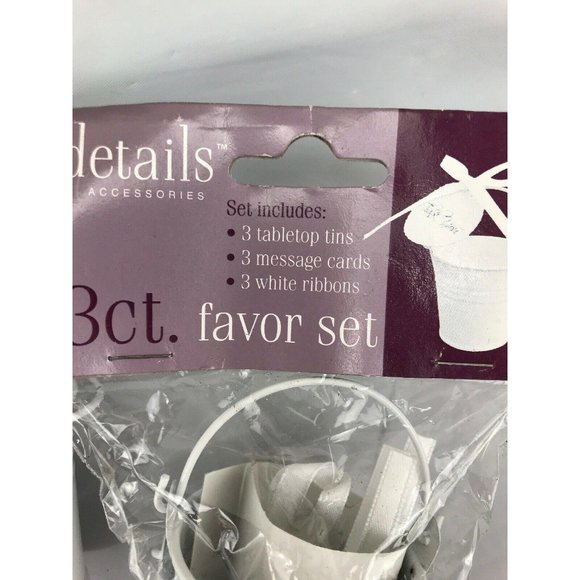 details™
ACCESSORIES
Set includes:
• 3 tabletop tins
• 3 message cards
• 3 white ribbons
3ct. favor set